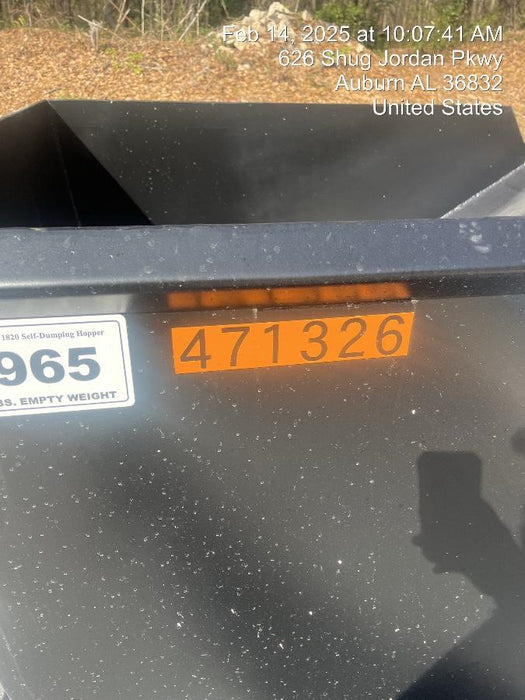 Feb 14, 2025 at 10:07:41 AM
626 Shug Jordan Pkwy
Auburn AL 36832
United States
471326
1820 Self-Dumping Hopper
965
BS. EMPTY WEIGHT